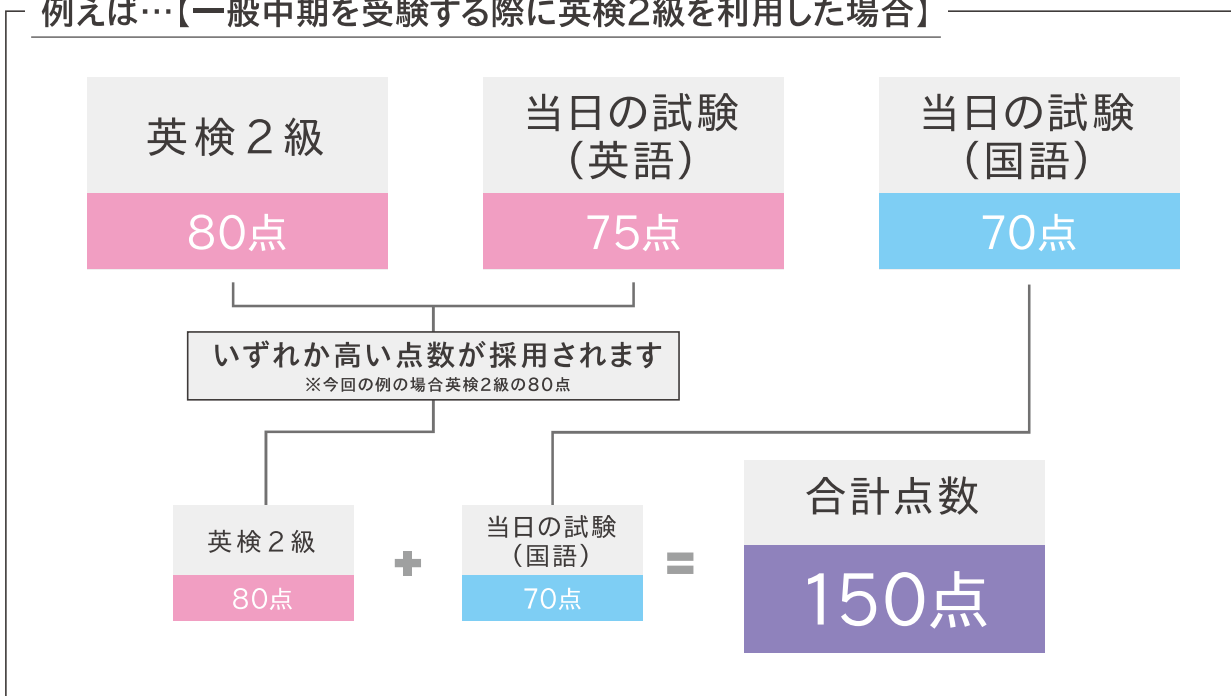 例えば…【一般中期を受験する際に英検2級を利用した場合】
英検2級
80点
当日の試験
（英語）
75点
当日の試験
（国語）
70点
いずれか高い点数が採用されます
※今回の例の場合英検2級の80点
英検2級
80点
+
当日の試験
（国語）
70点
=
合計点数
150点